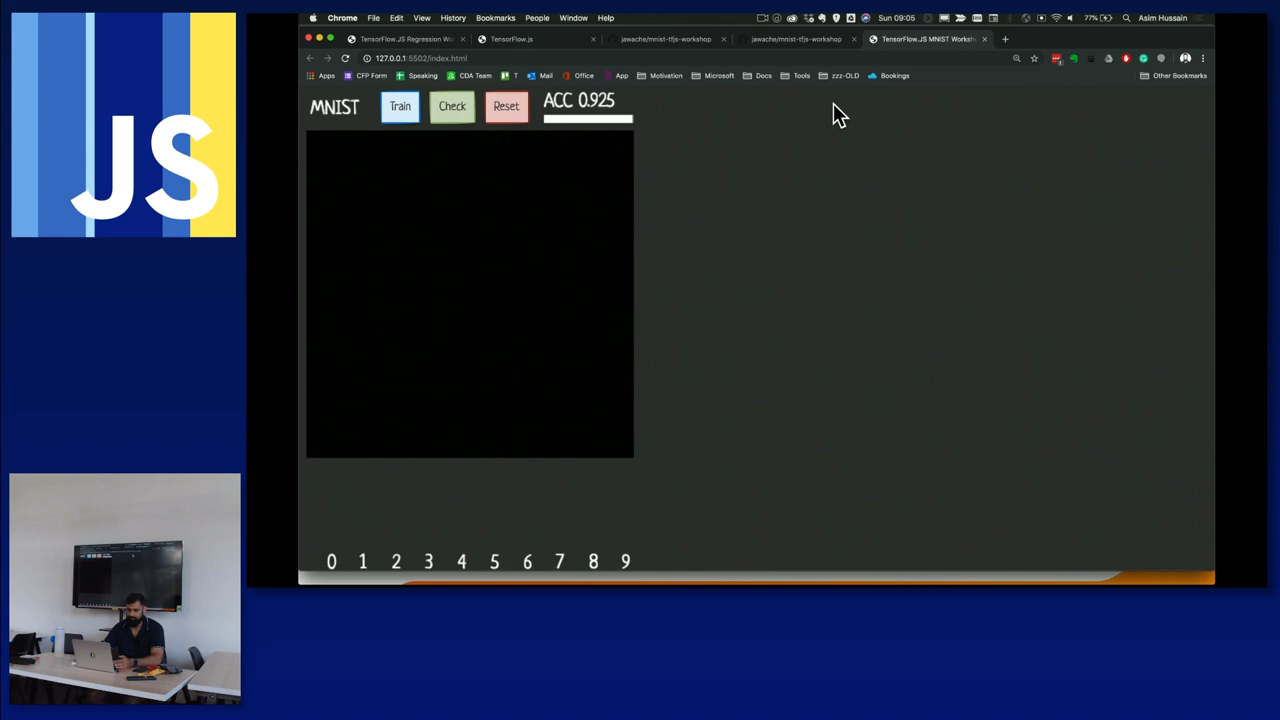 JS
Chrome File Edit View History Bookmarks People Window Help Sun 09:05 77% Asim Hussain
TensorFlow.JS Regression Wo TensorFlow.js jawache/mnist-tfjs-workshop jawache/mnist-tfjs-workshop TensorFlow.JS MNIST Worksh
127.0.0.1:5502/index.html
Apps CFP Form Speaking CDA Team T Mail Office App Motivation Microsoft Docs Tools zzz-OLD Bookings Other Bookmarks
MNIST Train Check Reset ACC 0.925
0 1 2 3 4 5 6 7 8 9